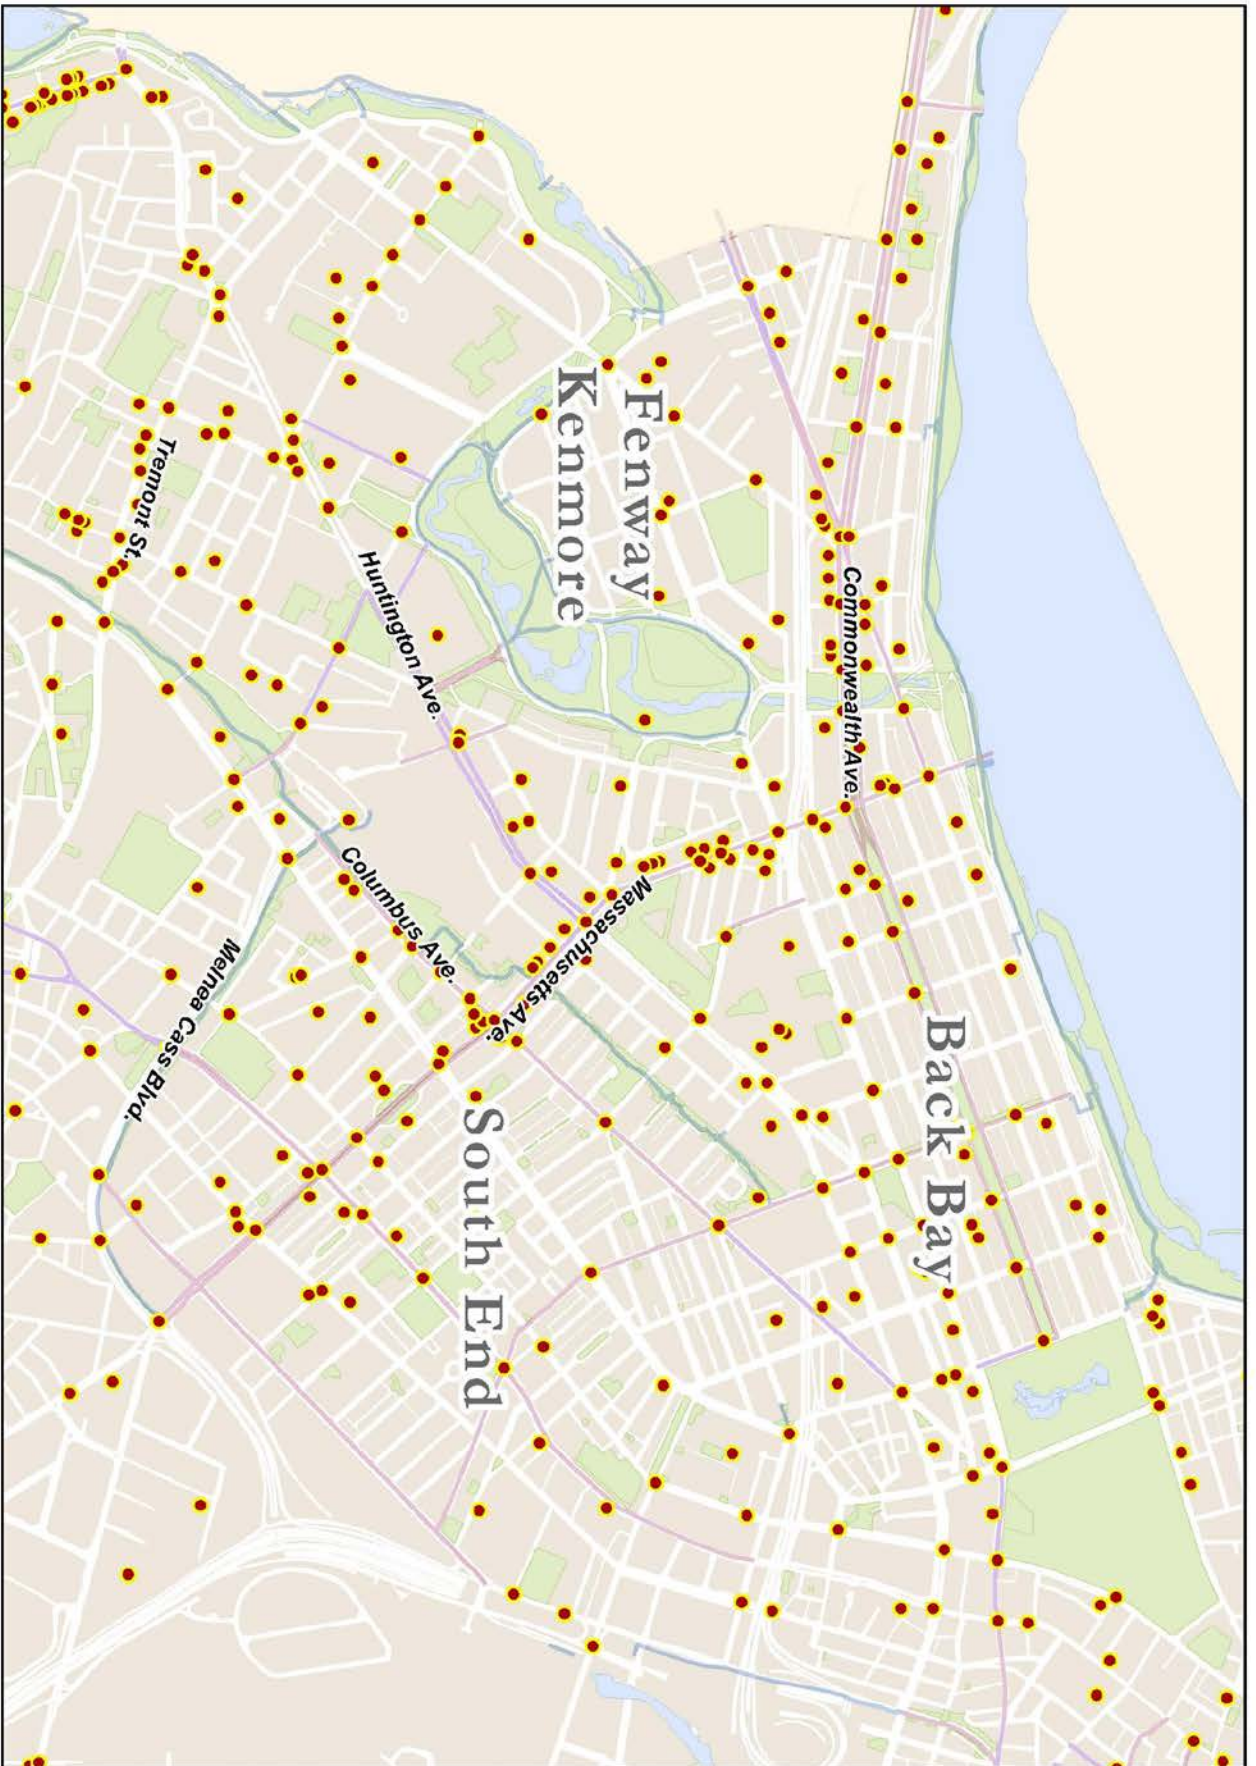 Fenway
Kenmore
Back Bay
South End
Commonwealth Ave.
Huntington Ave.
Tremont St.
Massachusetts Ave.
Columbus Ave.
Melnea Cass Blvd.